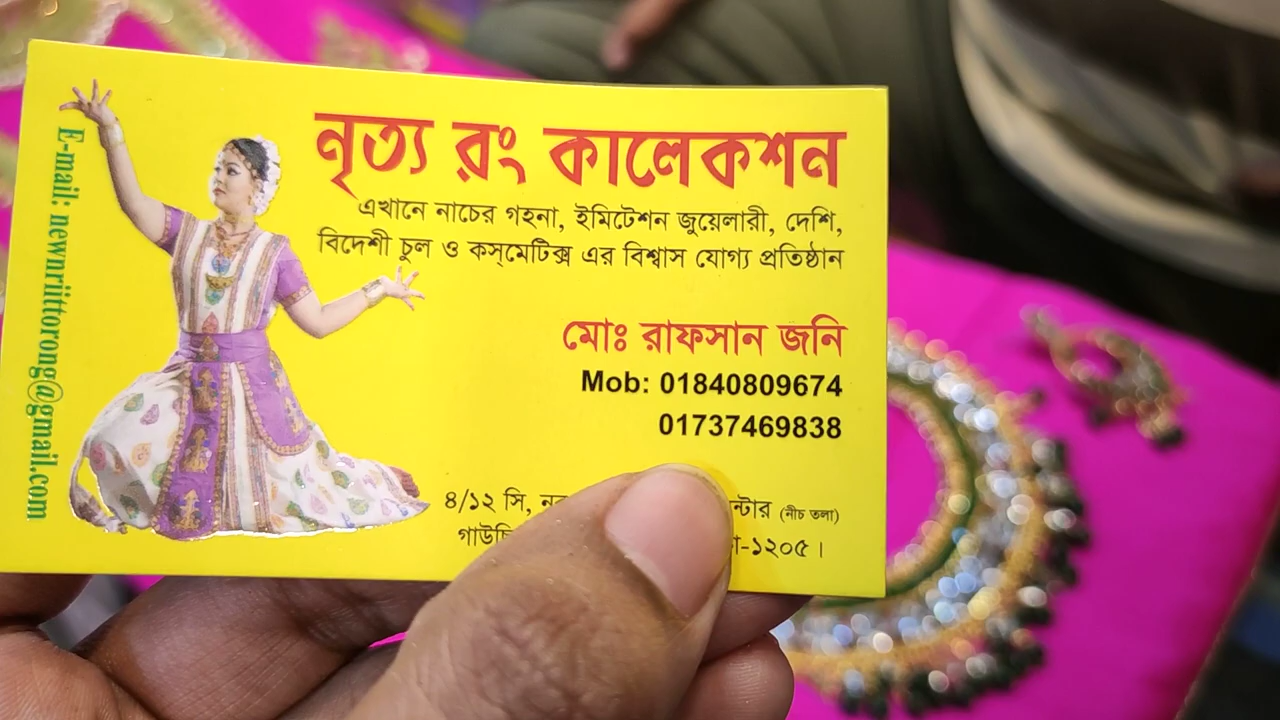 নৃত্য রং কালেকশন
এখানে নাচের গহনা, ইমিটেশন জুয়েলারী, দেশি,
বিদেশী চুল ও কস্‌মেটিক্স এর বিশ্বাস যোগ্য প্রতিষ্ঠান
মোঃ রাফসান জনি
Mob: 01840809674
01737469838
৪/১২ সি, (নীচ তলা)
-১২০৫।
E-mail: newnriittorong@gmail.com